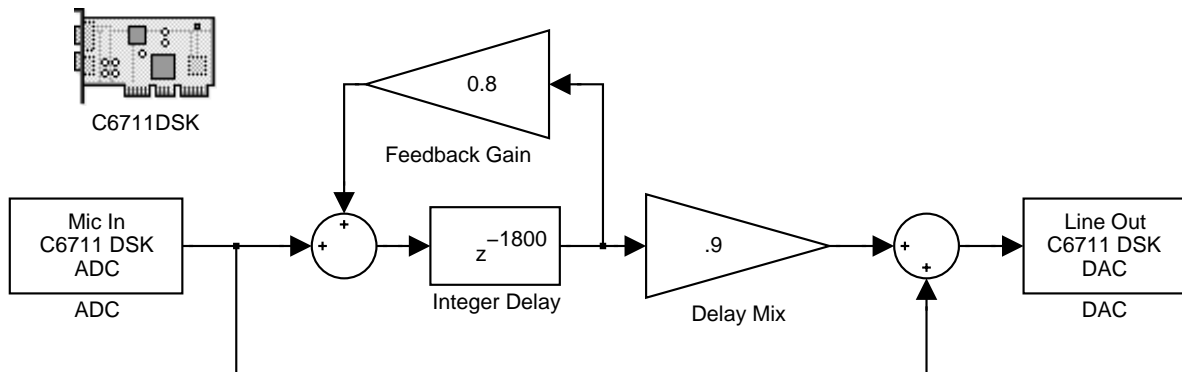 C6711DSK
0.8
Feedback Gain
Mic In
C6711 DSK
ADC
ADC
+
+
z^−1800
Integer Delay
.9
Delay Mix
+
+
Line Out
C6711 DSK
DAC
DAC